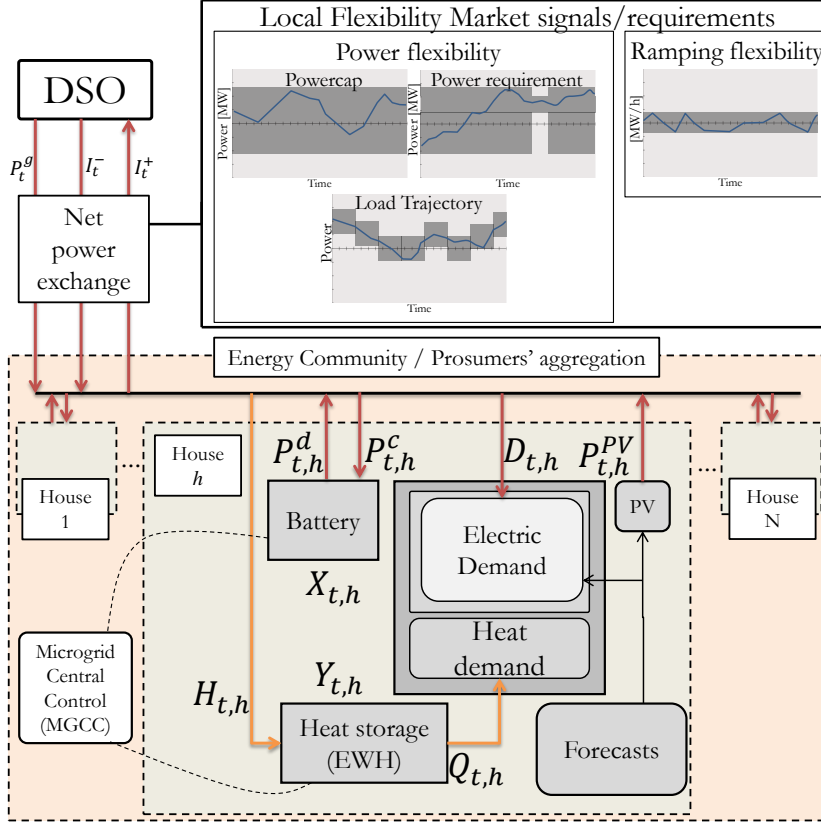 Local Flexibility Market signals/requirements
Power flexibility
Ramping flexibility
Powercap
Power requirement
Power [MW]
Power [MW]
[MW/h]
Time
Time
Time
Load Trajectory
Power
Time
DSO
P_t^g
I_t^-
I_t^+
Net
power
exchange
Energy Community / Prosumers' aggregation
House
1
....
House
h
P_{t,h}^d
P_{t,h}^c
D_{t,h}
P_{t,h}^{PV}
...
House
N
Battery
X_{t,h}
PV
Electric
Demand
Heat
demand
Microgrid
Central
Control
(MGCC)
H_{t,h}
Y_{t,h}
Heat storage
(EWH)
Q_{t,h}
Forecasts